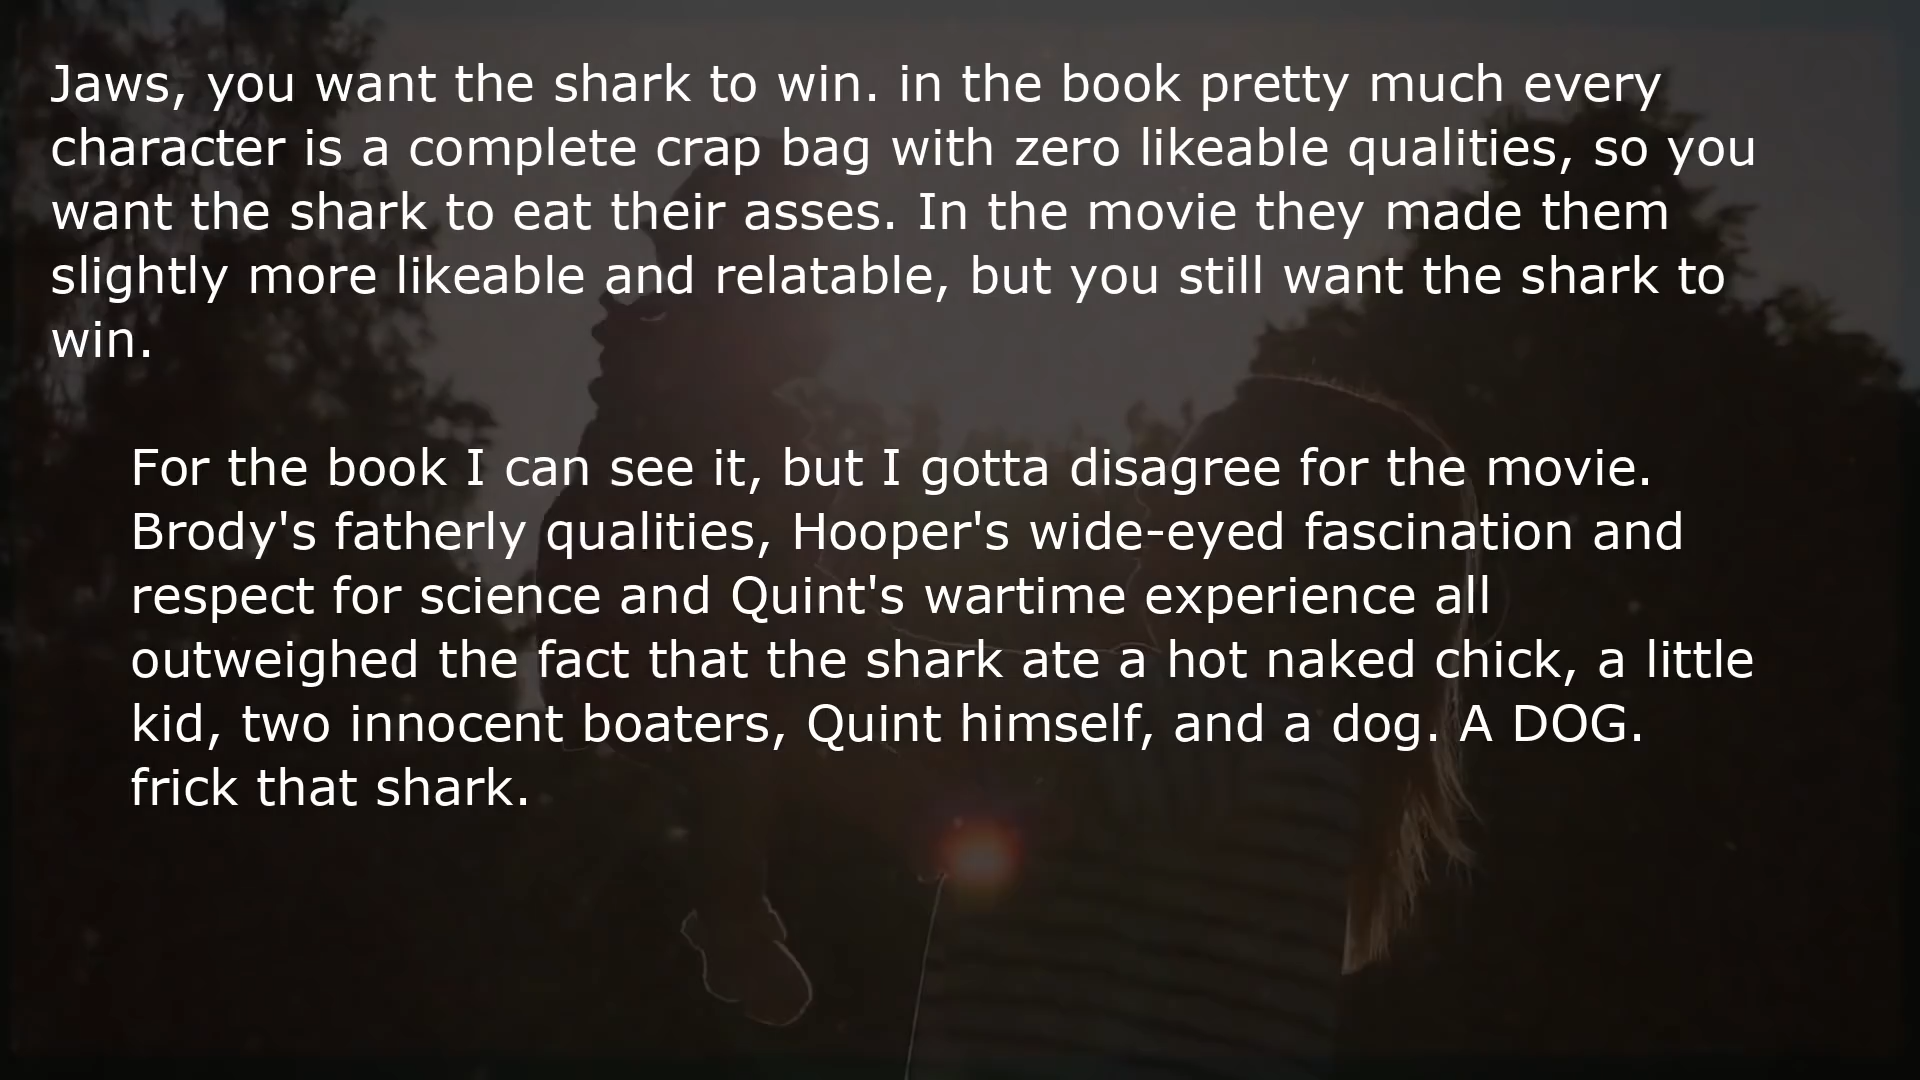 Jaws, you want the shark to win. in the book pretty much every
character is a complete crap bag with zero likeable qualities, so you
want the shark to eat their asses. In the movie they made them
slightly more likeable and relatable, but you still want the shark to
win.
For the book I can see it, but I gotta disagree for the movie.
Brody's fatherly qualities, Hooper's wide-eyed fascination and
respect for science and Quint's wartime experience all
outweighed the fact that the shark ate a hot naked chick, a little
kid, two innocent boaters, Quint himself, and a dog. A DOG.
frick that shark.